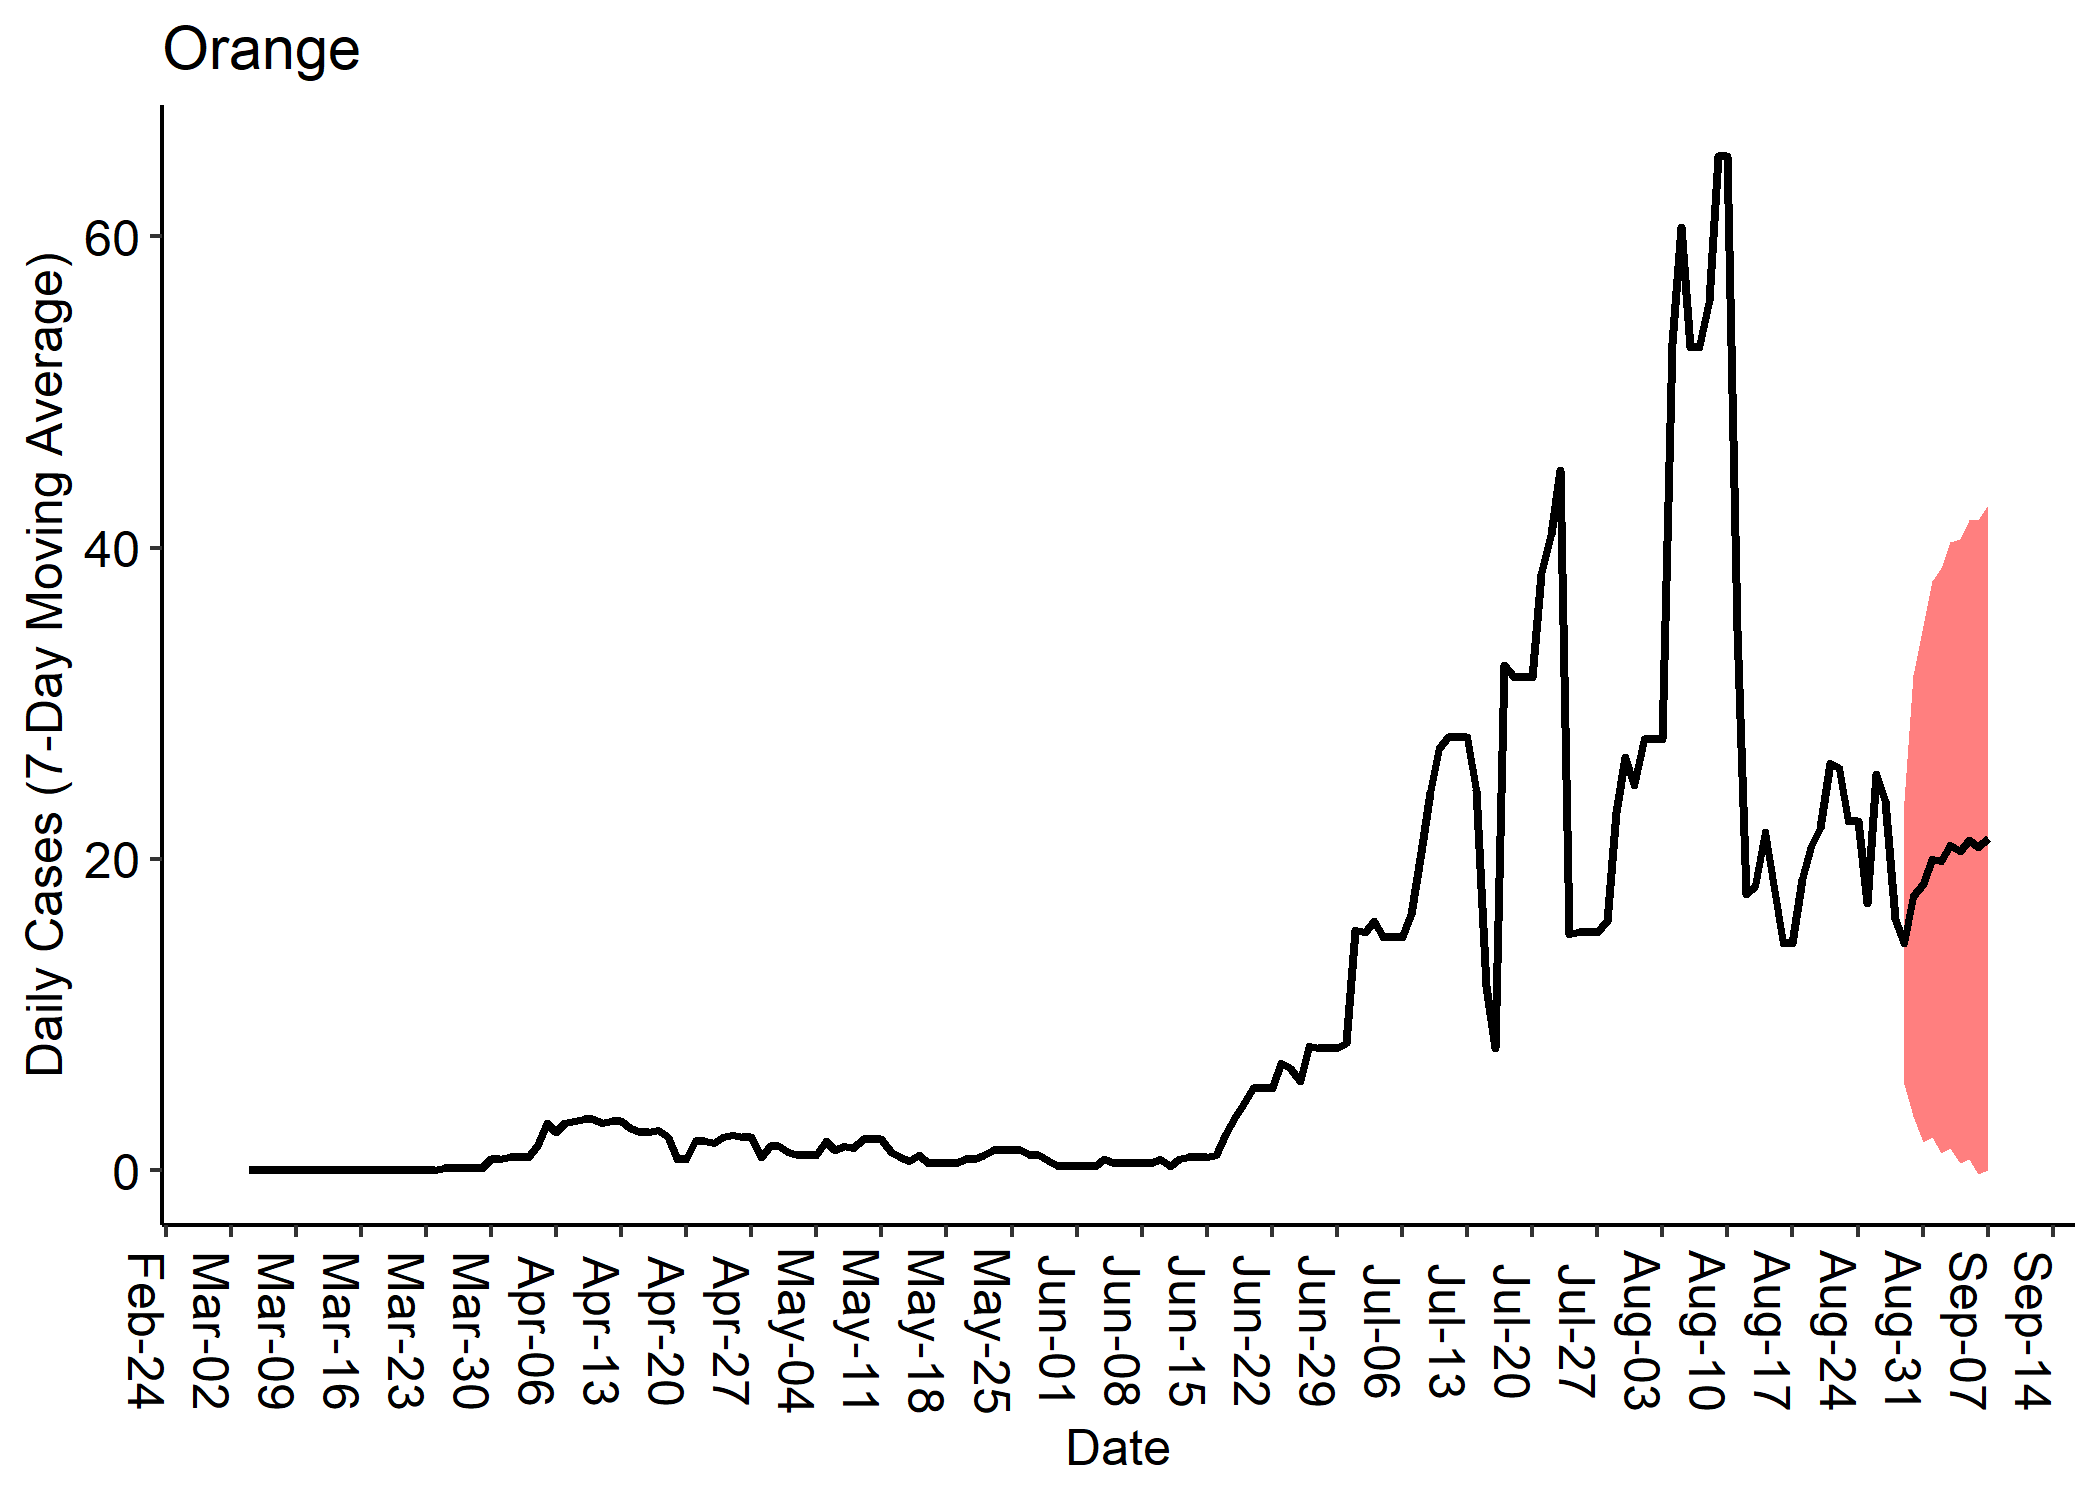 Orange
Daily Cases (7-Day Moving Average)
60
40
20
0
Feb-24
Mar-02
Mar-09
Mar-16
Mar-23
Mar-30
Apr-06
Apr-13
Apr-20
Apr-27
May-04
May-11
May-18
May-25
Jun-01
Jun-08
Jun-15
Jun-22
Jun-29
Jul-06
Jul-13
Jul-20
Jul-27
Aug-03
Aug-10
Aug-17
Aug-24
Aug-31
Sep-07
Sep-14
Date